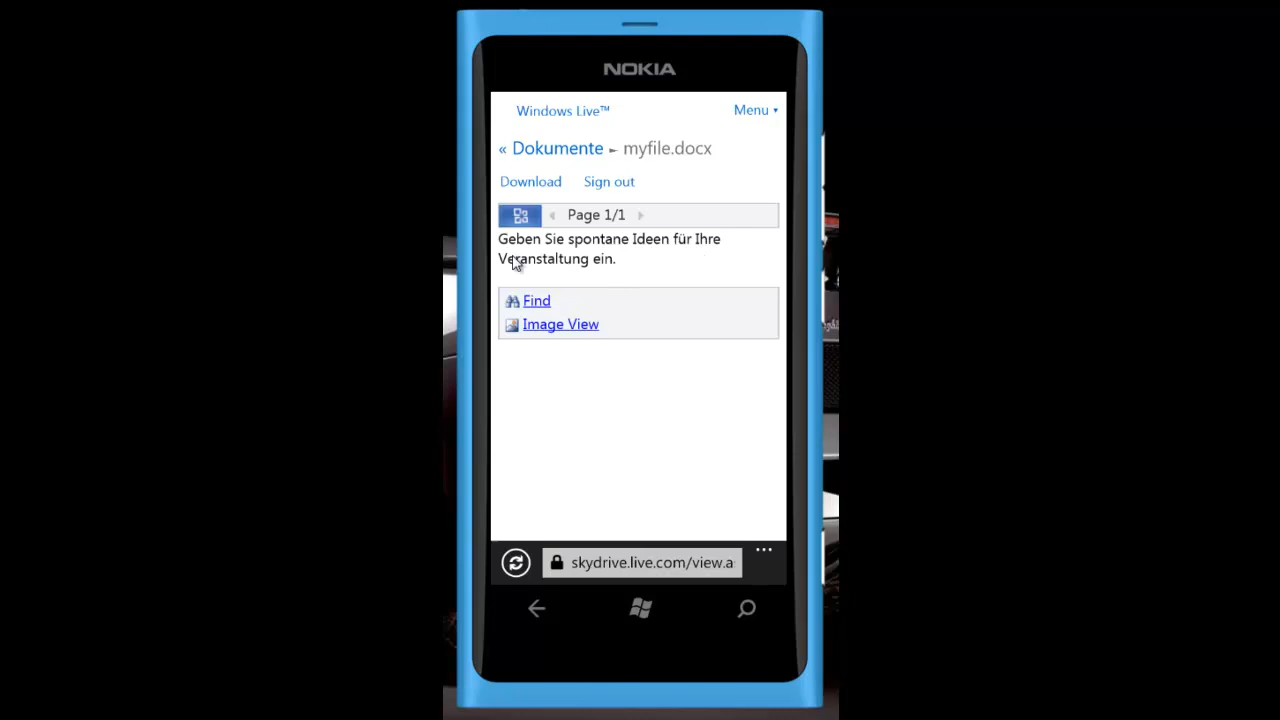 NOKIA
Windows Live™ Menu
« Dokumente ► myfile.docx
Download Sign out
Page 1/1
Geben Sie spontane Ideen für Ihre
Veranstaltung ein.
Find
Image View
skydrive.live.com/view.a
...